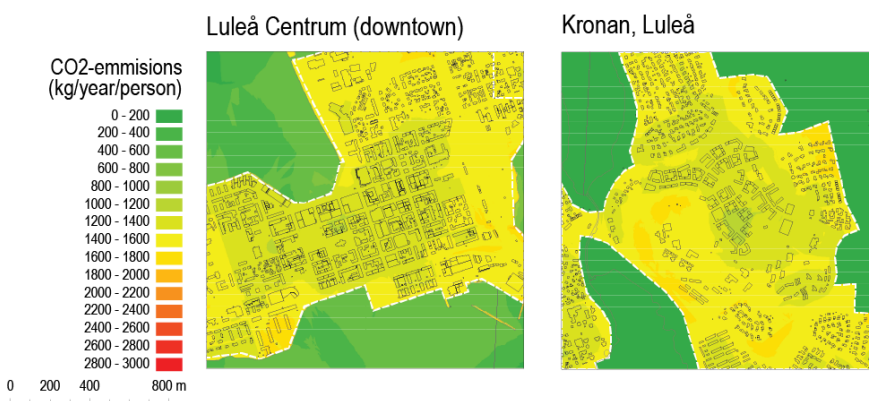 Luleå Centrum (downtown)
Kronan, Luleå
CO2-emmisions
(kg/year/person)
0 - 200
200 - 400
400 - 600
600 - 800
800 - 1000
1000 - 1200
1200 - 1400
1400 - 1600
1600 - 1800
1800 - 2000
2000 - 2200
2200 - 2400
2400 - 2600
2600 - 2800
2800 - 3000
0 200 400 800 m